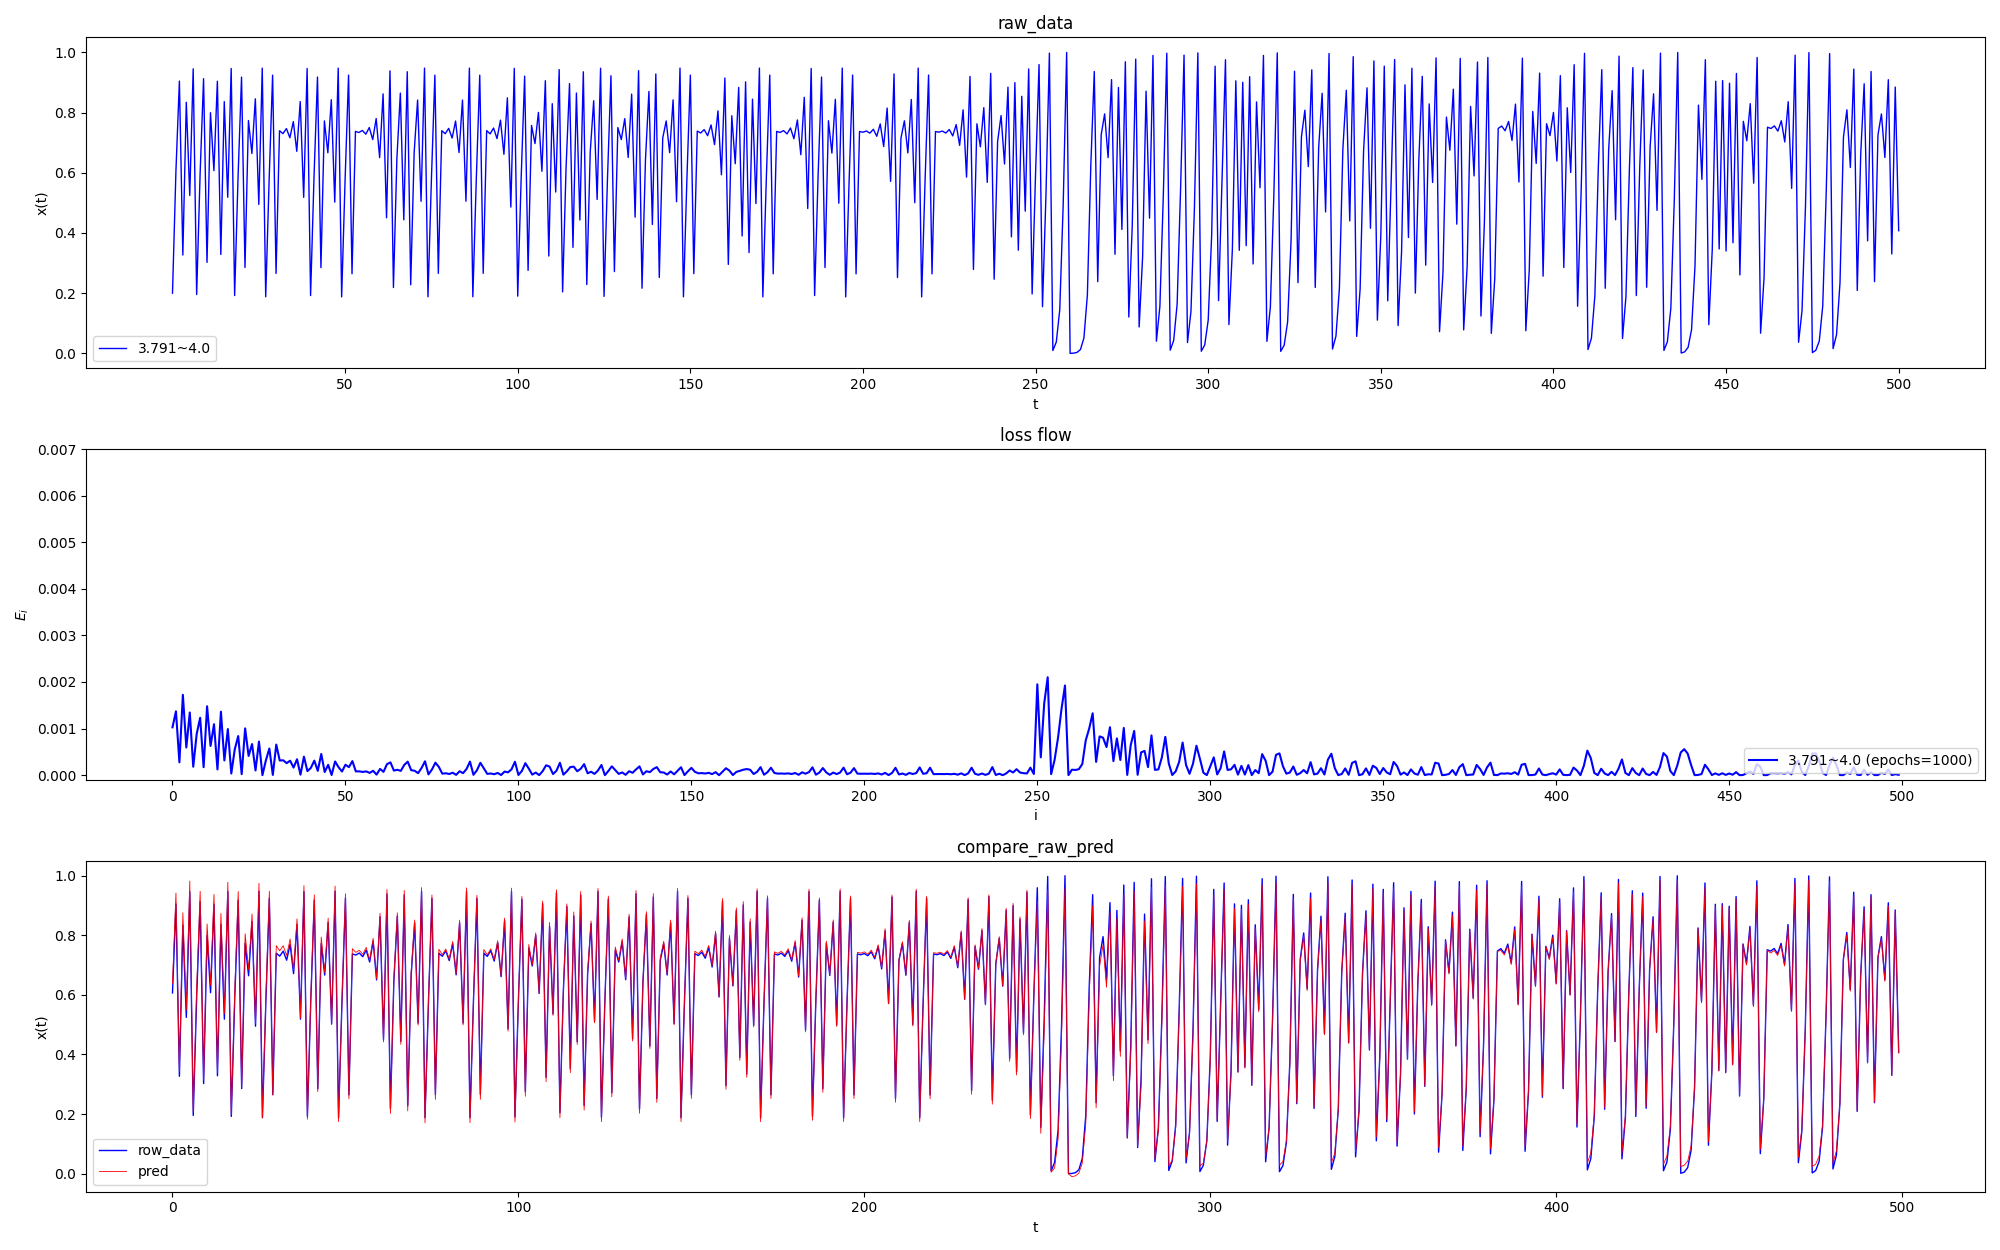 raw_data
1.0
0.8
0.6
0.4
0.2
0.0
x(t)
3.791~4.0
50 100 150 200 250 300 350 400 450 500
t
loss flow
0.007
0.006
0.005
0.004
0.003
0.002
0.001
0.000
E_i
3.791~4.0 (epochs=1000)
0 50 100 150 200 250 300 350 400 450 500
i
compare_raw_pred
1.0
0.8
0.6
0.4
0.2
0.0
x(t)
row_data
pred
0 100 200 300 400 500
t